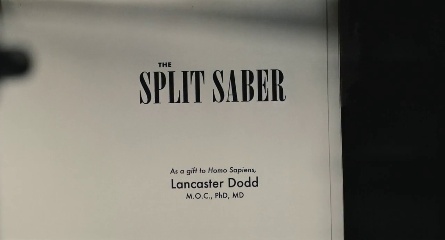 THE
SPLIT SABER
As a gift to Homo Sapiens,
Lancaster Dodd
M.O.C., PhD, MD